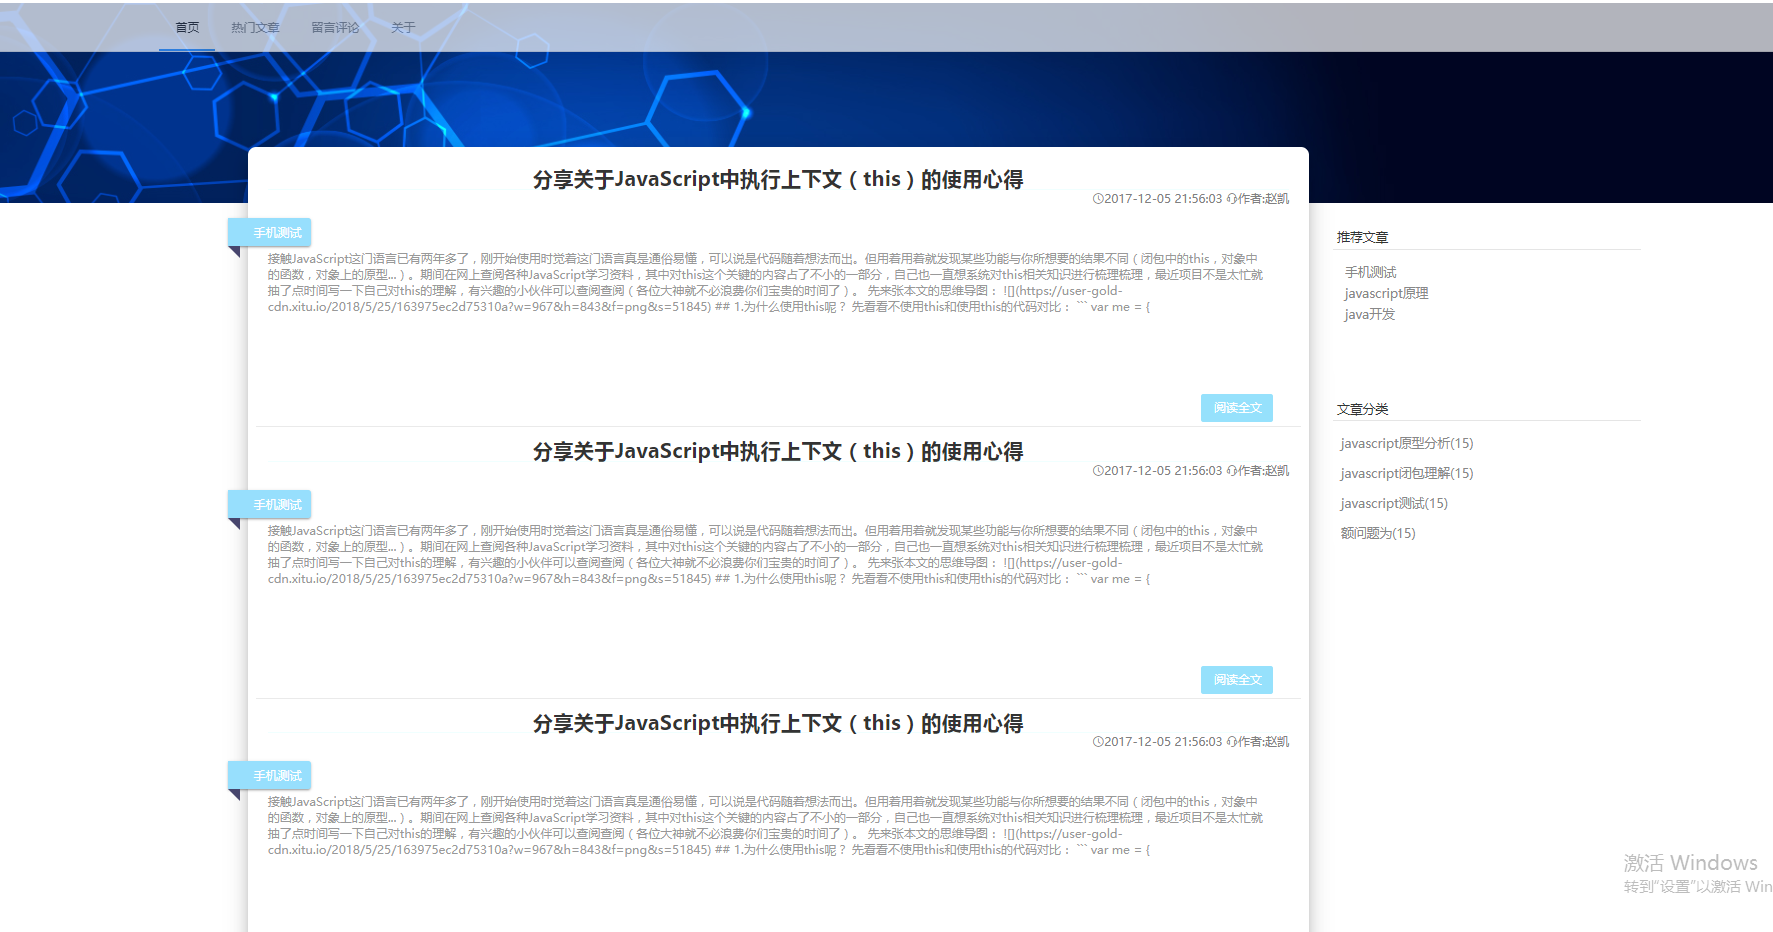 首页 热门文章 留言评论 关于
分享关于JavaScript中执行上下文（this）的使用心得
2017-12-05 21:56:03 作者:赵凯
手机测试
接触JavaScript这门语言已有两年多了，刚开始使用时觉着这门语言真是通俗易懂，可以说是代码随着想法而出。但用着用着就发现某些功能与你所想要的结果不同（闭包中的this，对象中
的函数，对象上的原型...）。期间在网上查阅各种JavaScript学习资料，其中对this这个关键的内容占了不小的一部分，自己也一直想系统对this相关知识进行梳理梳理，最近项目不是太忙就
抽了点时间写一下自己对this的理解，有兴趣的小伙伴可以查阅查阅（各位大神就不必浪费你们宝贵的时间了）。 先来张本文的思维导图： ![](https://user-gold-
cdn.xitu.io/2018/5/25/163975ec2d75310a?w=967&h=843&f=png&s=51845) ## 1.为什么使用this呢？ 先看看不使用this和使用this的代码对比： ``` var me = {
阅读全文
分享关于JavaScript中执行上下文（this）的使用心得
2017-12-05 21:56:03 作者:赵凯
手机测试
接触JavaScript这门语言已有两年多了，刚开始使用时觉着这门语言真是通俗易懂，可以说是代码随着想法而出。但用着用着就发现某些功能与你所想要的结果不同（闭包中的this，对象中
的函数，对象上的原型...）。期间在网上查阅各种JavaScript学习资料，其中对this这个关键的内容占了不小的一部分，自己也一直想系统对this相关知识进行梳理梳理，最近项目不是太忙就
抽了点时间写一下自己对this的理解，有兴趣的小伙伴可以查阅查阅（各位大神就不必浪费你们宝贵的时间了）。 先来张本文的思维导图： ![](https://user-gold-
cdn.xitu.io/2018/5/25/163975ec2d75310a?w=967&h=843&f=png&s=51845) ## 1.为什么使用this呢？ 先看看不使用this和使用this的代码对比： ``` var me = {
阅读全文
分享关于JavaScript中执行上下文（this）的使用心得
2017-12-05 21:56:03 作者:赵凯
手机测试
接触JavaScript这门语言已有两年多了，刚开始使用时觉着这门语言真是通俗易懂，可以说是代码随着想法而出。但用着用着就发现某些功能与你所想要的结果不同（闭包中的this，对象中
的函数，对象上的原型...）。期间在网上查阅各种JavaScript学习资料，其中对this这个关键的内容占了不小的一部分，自己也一直想系统对this相关知识进行梳理梳理，最近项目不是太忙就
抽了点时间写一下自己对this的理解，有兴趣的小伙伴可以查阅查阅（各位大神就不必浪费你们宝贵的时间了）。 先来张本文的思维导图： ![](https://user-gold-
cdn.xitu.io/2018/5/25/163975ec2d75310a?w=967&h=843&f=png&s=51845) ## 1.为什么使用this呢？ 先看看不使用this和使用this的代码对比： ``` var me = {
推荐文章
手机测试
javascript原理
java开发
文章分类
javascript原型分析(15)
javascript闭包理解(15)
javascript测试(15)
额问题为(15)
激活 Windows
转到"设置"以激活 Win